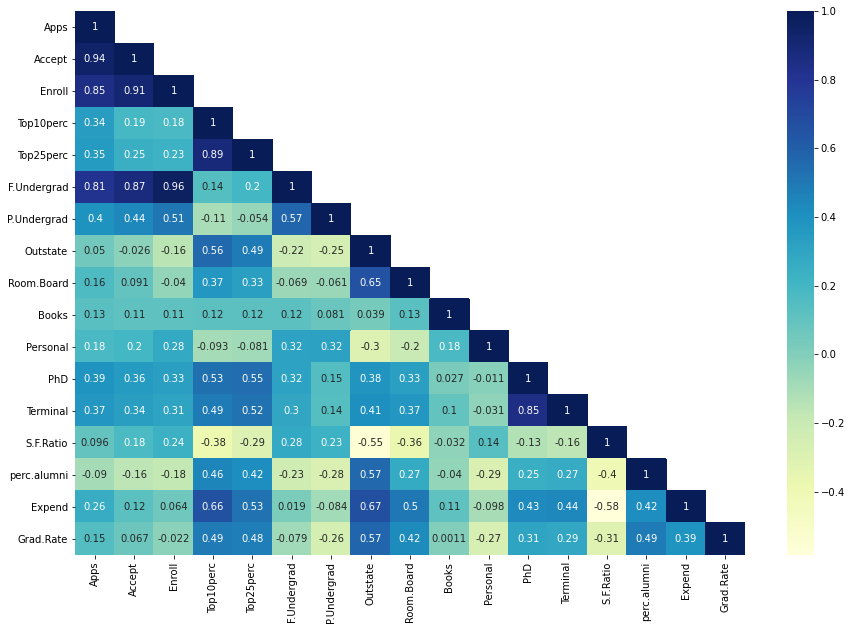 Apps 1
Accept 0.94 1
Enroll 0.85 0.91 1
Top10perc 0.34 0.19 0.18 1
Top25perc 0.35 0.25 0.23 0.89 1
F.Undergrad 0.81 0.87 0.96 0.14 0.2 1
P.Undergrad 0.4 0.44 0.51 -0.11 -0.054 0.57 1
Outstate 0.05 -0.026 -0.16 0.56 0.49 -0.22 -0.25 1
Room.Board 0.16 0.091 -0.04 0.37 0.33 -0.069 -0.061 0.65 1
Books 0.13 0.11 0.11 0.12 0.12 0.12 0.081 0.039 0.13 1
Personal 0.18 0.2 0.28 -0.093 -0.081 0.32 0.32 -0.3 -0.2 0.18 1
PhD 0.39 0.36 0.33 0.53 0.55 0.32 0.15 0.38 0.33 0.027 -0.011 1
Terminal 0.37 0.34 0.31 0.49 0.52 0.3 0.14 0.41 0.37 0.1 -0.031 0.85 1
S.F.Ratio 0.096 0.18 0.24 -0.38 -0.29 0.28 0.23 -0.55 -0.36 -0.032 0.14 -0.13 -0.16 1
perc.alumni -0.09 -0.16 -0.18 0.46 0.42 -0.23 -0.28 0.57 0.27 -0.04 -0.29 0.25 0.27 -0.4 1
Expend 0.26 0.12 0.064 0.66 0.53 0.019 -0.084 0.67 0.5 0.11 -0.098 0.43 0.44 -0.58 0.42 1
Grad.Rate 0.15 0.067 -0.022 0.49 0.48 -0.079 -0.26 0.57 0.42 0.0011 -0.27 0.31 0.29 -0.31 0.49 0.39 1
Apps Accept Enroll Top10perc Top25perc F.Undergrad P.Undergrad Outstate Room.Board Books Personal PhD Terminal S.F.Ratio perc.alumni Expend Grad.Rate
1.0
0.8
0.6
0.4
0.2
0.0
−0.2
−0.4